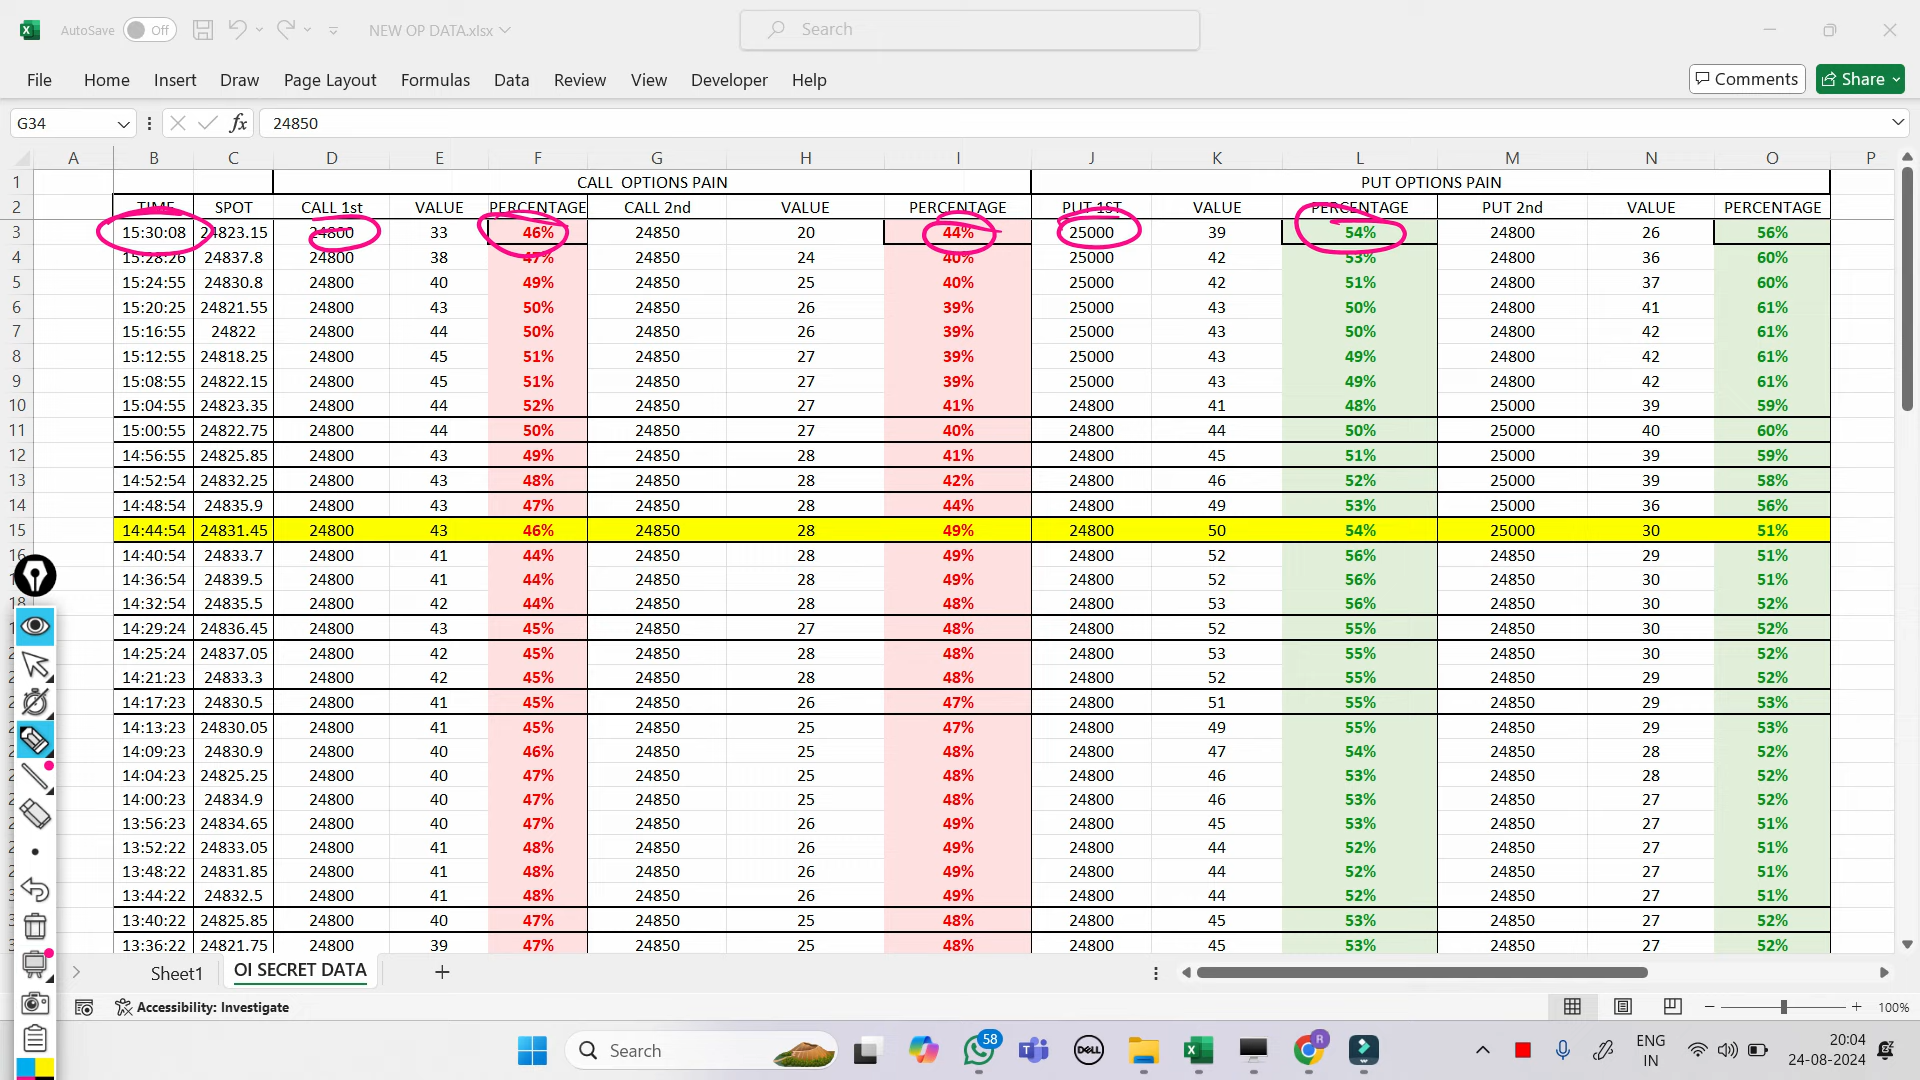 AutoSave Off NEW OP DATA.xlsx Search
File Home Insert Draw Page Layout Formulas Data Review View Developer Help Comments Share
G34 fx 24850
A B C D E F G H I J K L M N O P
1 CALL OPTIONS PAIN PUT OPTIONS PAIN
2 TIME SPOT CALL 1st VALUE PERCENTAGE CALL 2nd VALUE PERCENTAGE PUT 1ST VALUE PERCENTAGE PUT 2nd VALUE PERCENTAGE
3 15:30:08 24823.15 24800 33 46% 24850 20 44% 25000 39 54% 24800 26 56%
4 15:28:26 24837.8 24800 38 47% 24850 24 40% 25000 42 53% 24800 36 60%
5 15:24:55 24830.8 24800 40 49% 24850 25 40% 25000 42 51% 24800 37 60%
6 15:20:25 24821.55 24800 43 50% 24850 26 39% 25000 43 50% 24800 41 61%
7 15:16:55 24822 24800 44 50% 24850 26 39% 25000 43 50% 24800 42 61%
8 15:12:55 24818.25 24800 45 51% 24850 27 39% 25000 43 49% 24800 42 61%
9 15:08:55 24822.15 24800 45 51% 24850 27 39% 25000 43 49% 24800 42 61%
10 15:04:55 24823.35 24800 44 52% 24850 27 41% 24800 41 48% 25000 39 59%
11 15:00:55 24822.75 24800 44 50% 24850 27 40% 24800 44 50% 25000 40 60%
12 14:56:55 24825.85 24800 43 49% 24850 28 41% 24800 45 51% 25000 39 59%
13 14:52:54 24832.25 24800 43 48% 24850 28 42% 24800 46 52% 25000 39 58%
14 14:48:54 24835.9 24800 43 47% 24850 28 44% 24800 49 53% 25000 36 56%
15 14:44:54 24831.45 24800 43 46% 24850 28 49% 24800 50 54% 25000 30 51%
16 14:40:54 24833.7 24800 41 44% 24850 28 49% 24800 52 56% 24850 29 51%
14:36:54 24839.5 24800 41 44% 24850 28 49% 24800 52 56% 24850 30 51%
18 14:32:54 24835.5 24800 42 44% 24850 28 48% 24800 53 56% 24850 30 52%
14:29:24 24836.45 24800 43 45% 24850 27 48% 24800 52 55% 24850 30 52%
14:25:24 24837.05 24800 42 45% 24850 28 48% 24800 53 55% 24850 30 52%
14:21:23 24833.3 24800 42 45% 24850 28 48% 24800 52 55% 24850 29 52%
14:17:23 24830.5 24800 41 45% 24850 26 47% 24800 51 55% 24850 29 53%
14:13:23 24830.05 24800 41 45% 24850 25 47% 24800 49 55% 24850 29 53%
14:09:23 24830.9 24800 40 46% 24850 25 48% 24800 47 54% 24850 28 52%
14:04:23 24825.25 24800 40 47% 24850 25 48% 24800 46 53% 24850 28 52%
14:00:23 24834.9 24800 40 47% 24850 25 48% 24800 46 53% 24850 27 52%
13:56:23 24834.65 24800 40 47% 24850 26 49% 24800 45 53% 24850 27 51%
13:52:22 24833.05 24800 41 48% 24850 26 49% 24800 44 52% 24850 27 51%
13:48:22 24831.85 24800 41 48% 24850 26 49% 24800 44 52% 24850 27 51%
13:44:22 24832.5 24800 41 48% 24850 26 49% 24800 44 52% 24850 27 51%
13:40:22 24825.85 24800 40 47% 24850 25 48% 24800 45 53% 24850 27 52%
13:36:22 24821.75 24800 39 47% 24850 25 48% 24800 45 53% 24850 27 52%
Sheet1 OI SECRET DATA
Accessibility: Investigate 100%
Search 58 DELL R ENG 20:04
IN 24-08-2024